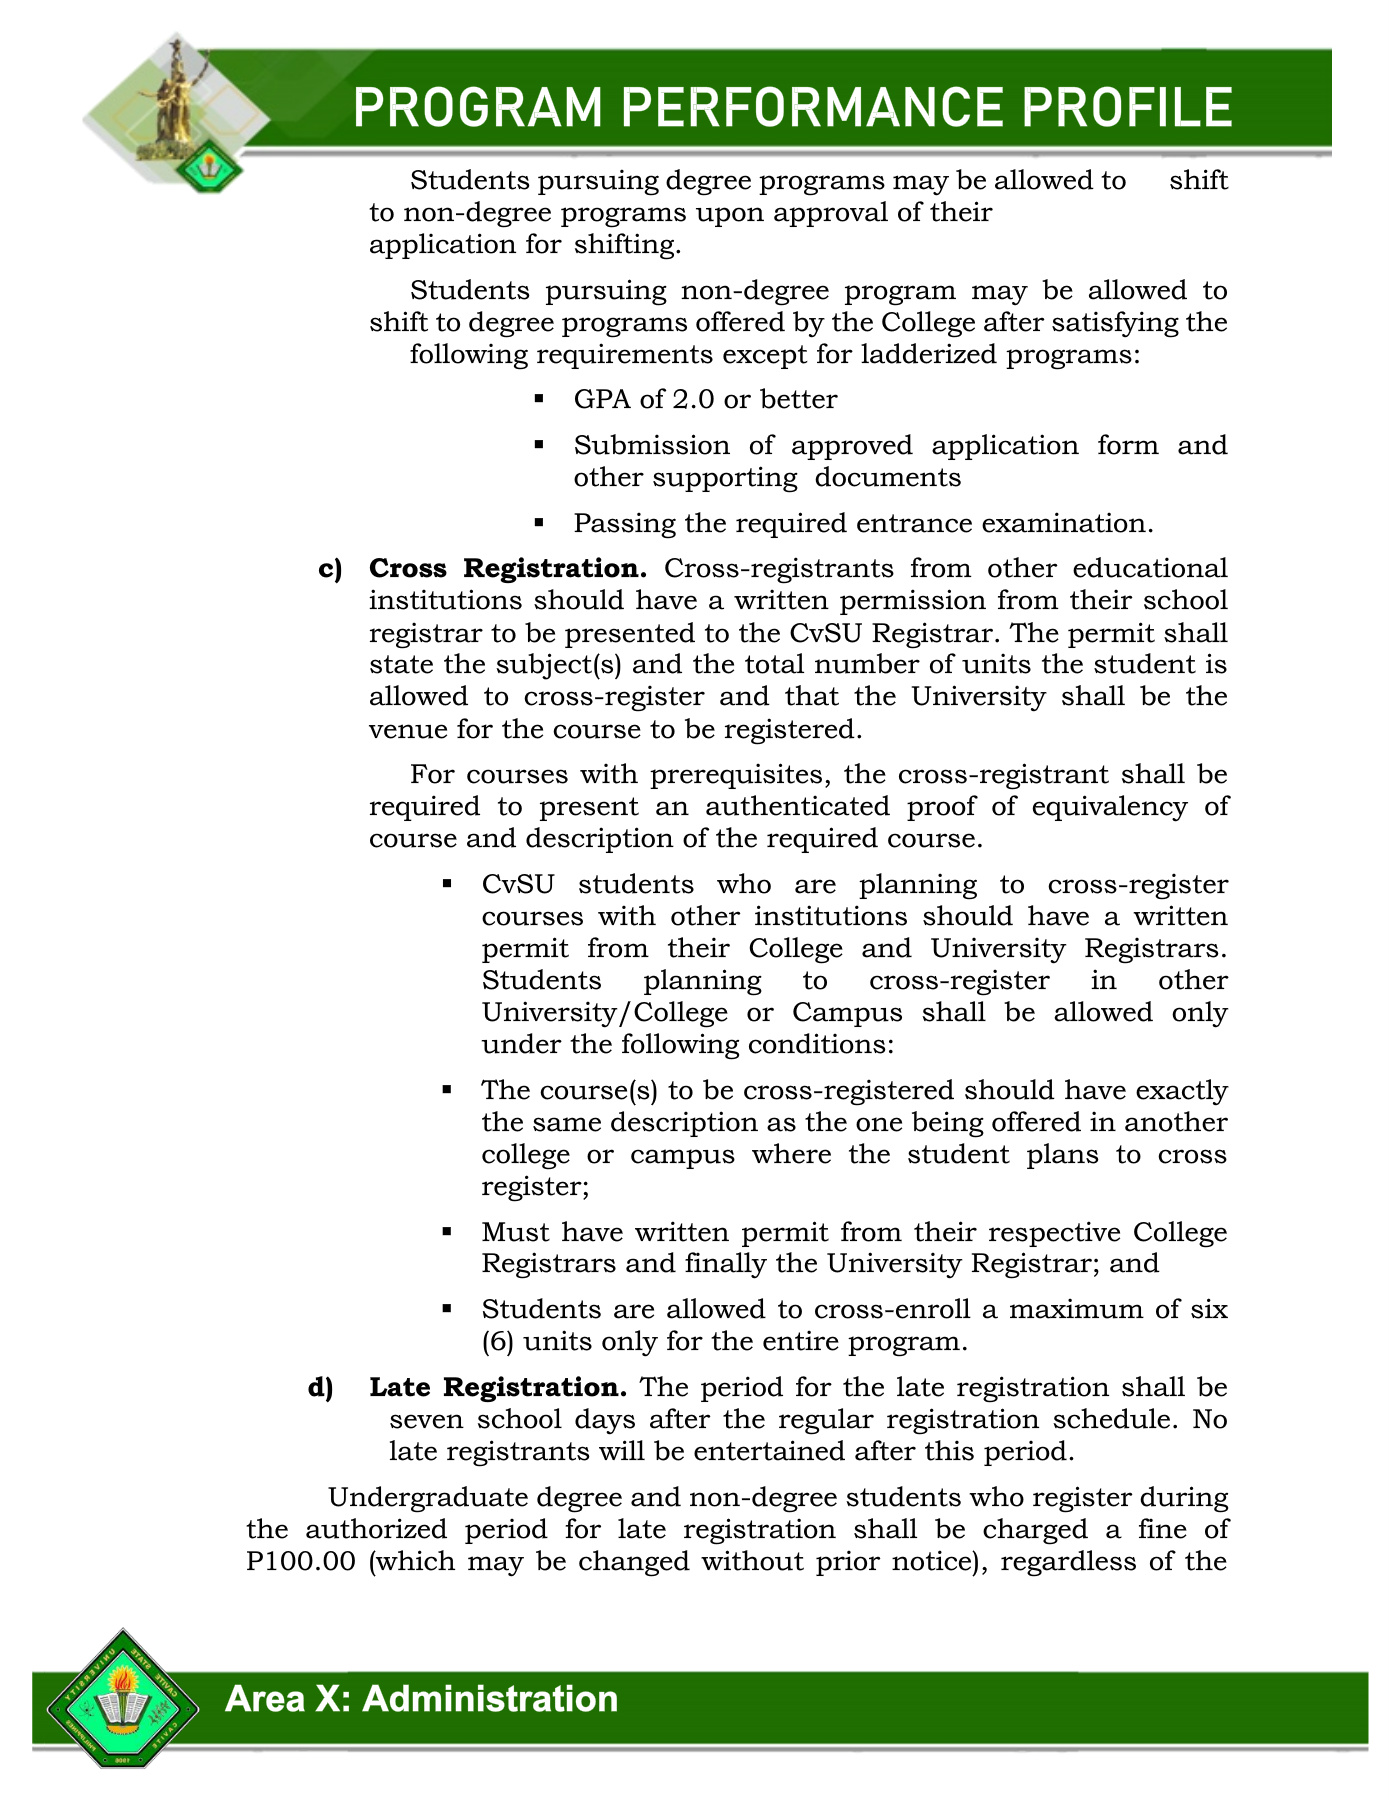 PROGRAM PERFORMANCE PROFILE
Students pursuing degree programs may be allowed to shift
to non-degree programs upon approval of their
application for shifting.
Students pursuing non-degree program may be allowed to
shift to degree programs offered by the College after satisfying the
following requirements except for ladderized programs:
▪ GPA of 2.0 or better
▪ Submission of approved application form and
other supporting documents
▪ Passing the required entrance examination.
c) Cross Registration. Cross-registrants from other educational
institutions should have a written permission from their school
registrar to be presented to the CvSU Registrar. The permit shall
state the subject(s) and the total number of units the student is
allowed to cross-register and that the University shall be the
venue for the course to be registered.
For courses with prerequisites, the cross-registrant shall be
required to present an authenticated proof of equivalency of
course and description of the required course.
▪ CvSU students who are planning to cross-register
courses with other institutions should have a written
permit from their College and University Registrars.
Students planning to cross-register in other
University/College or Campus shall be allowed only
under the following conditions:
▪ The course(s) to be cross-registered should have exactly
the same description as the one being offered in another
college or campus where the student plans to cross
register;
▪ Must have written permit from their respective College
Registrars and finally the University Registrar; and
▪ Students are allowed to cross-enroll a maximum of six
(6) units only for the entire program.
d) Late Registration. The period for the late registration shall be
seven school days after the regular registration schedule. No
late registrants will be entertained after this period.
Undergraduate degree and non-degree students who register during
the authorized period for late registration shall be charged a fine of
P100.00 (which may be changed without prior notice), regardless of the
CAVITE STATE UNIVERSITY
CAVITE PHILIPPINES
Area X: Administration